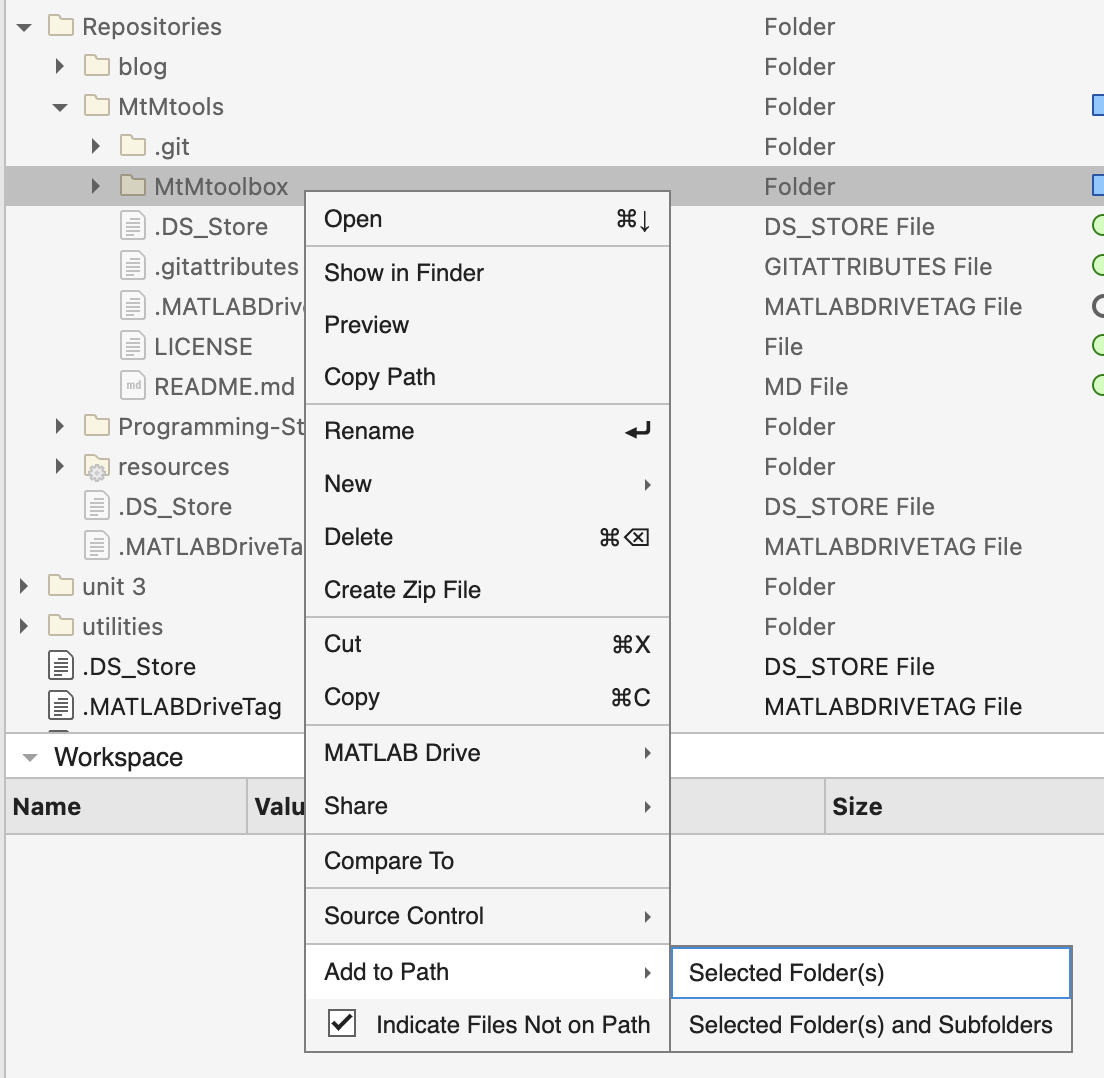 Repositories Folder
blog Folder
MtMtools Folder
.git Folder
MtMtoolbox Folder
.DS_Store DS_STORE File
.gitattributes GITATTRIBUTES File
.MATLABDriv MATLABDRIVETAG File
LICENSE File
md README.md MD File
Programming-St Folder
resources Folder
.DS_Store DS_STORE File
.MATLABDriveTa MATLABDRIVETAG File
unit 3 Folder
utilities Folder
.DS_Store DS_STORE File
.MATLABDriveTag MATLABDRIVETAG File
Workspace
Name Valu Size
Open ⌘↓
Show in Finder
Preview
Copy Path
Rename ↵
New
Delete ⌘⌫
Create Zip File
Cut ⌘X
Copy ⌘C
MATLAB Drive
Share
Compare To
Source Control
Add to Path
Indicate Files Not on Path
Selected Folder(s)
Selected Folder(s) and Subfolders